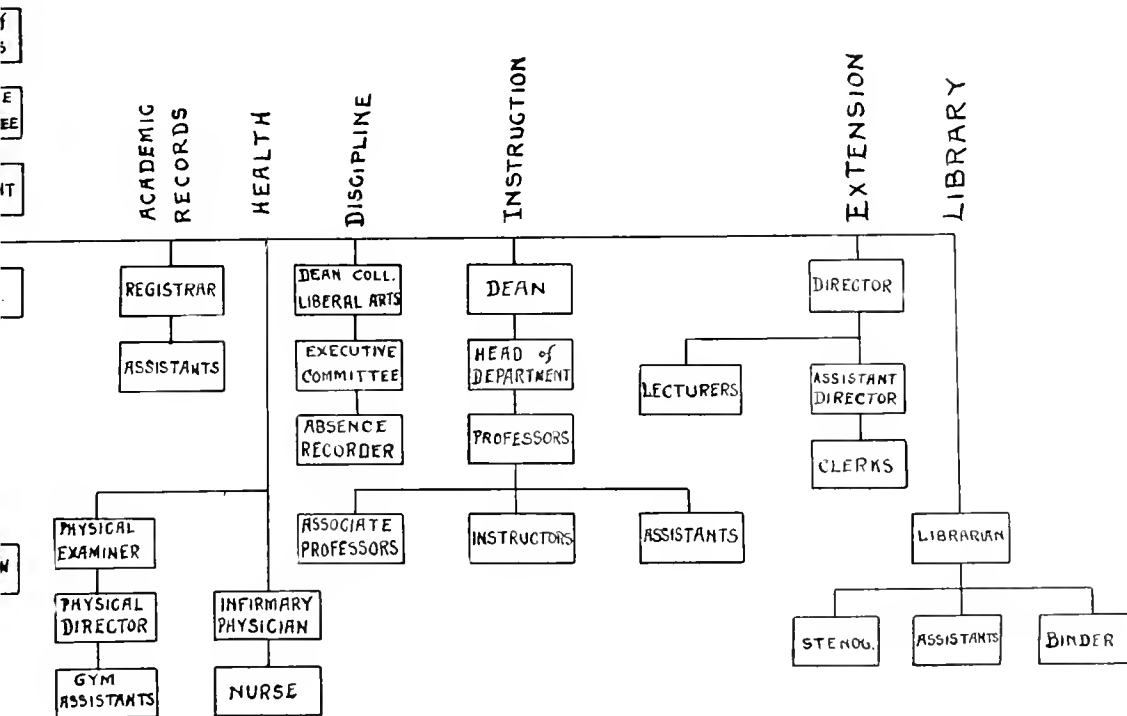 ACADEMIC
RECORDS
HEALTH
DISCIPLINE
INSTRUCTION
EXTENSION
LIBRARY
REGISTRAR
ASSISTANTS
DEAN COLL.
LIBERAL ARTS
EXECUTIVE
COMMITTEE
ABSENCE
RECORDER
DEAN
HEAD of
DEPARTMENT
PROFESSORS.
ASSOCIATE
PROFESSORS
INSTRUCTORS
ASSISTANTS
DIRECTOR
LECTURERS
ASSISTANT
DIRECTOR
CLERKS
PHYSICAL
EXAMINER
PHYSICAL
DIRECTOR
GYM
ASSISTANTS
INFIRMARY
PHYSICIAN
NURSE
LIBRARIAN
STENOG.
ASSISTANTS
BINDER